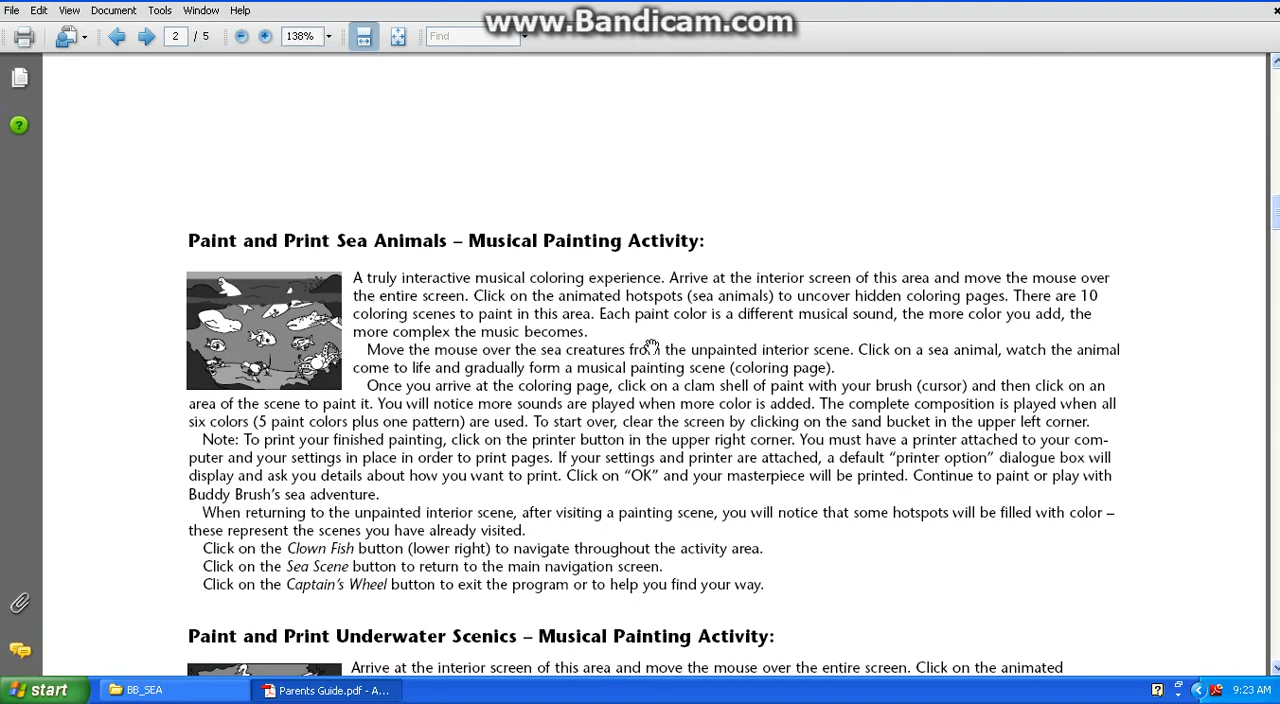 File Edit View Document Tools Window Help
www.Bandicam.com
2 / 5 138% Find
Paint and Print Sea Animals – Musical Painting Activity:
A truly interactive musical coloring experience. Arrive at the interior screen of this area and move the mouse over
the entire screen. Click on the animated hotspots (sea animals) to uncover hidden coloring pages. There are 10
coloring scenes to paint in this area. Each paint color is a different musical sound, the more color you add, the
more complex the music becomes.
Move the mouse over the sea creatures from the unpainted interior scene. Click on a sea animal, watch the animal
come to life and gradually form a musical painting scene (coloring page).
Once you arrive at the coloring page, click on a clam shell of paint with your brush (cursor) and then click on an
area of the scene to paint it. You will notice more sounds are played when more color is added. The complete composition is played when all
six colors (5 paint colors plus one pattern) are used. To start over, clear the screen by clicking on the sand bucket in the upper left corner.
Note: To print your finished painting, click on the printer button in the upper right corner. You must have a printer attached to your com-
puter and your settings in place in order to print pages. If your settings and printer are attached, a default “printer option” dialogue box will
display and ask you details about how you want to print. Click on “OK” and your masterpiece will be printed. Continue to paint or play with
Buddy Brush’s sea adventure.
When returning to the unpainted interior scene, after visiting a painting scene, you will notice that some hotspots will be filled with color –
these represent the scenes you have already visited.
Click on the Clown Fish button (lower right) to navigate throughout the activity area.
Click on the Sea Scene button to return to the main navigation screen.
Click on the Captain’s Wheel button to exit the program or to help you find your way.
Paint and Print Underwater Scenics – Musical Painting Activity:
Arrive at the interior screen of this area and move the mouse over the entire screen. Click on the animated
start BB_SEA Parents Guide.pdf - A... 9:23 AM